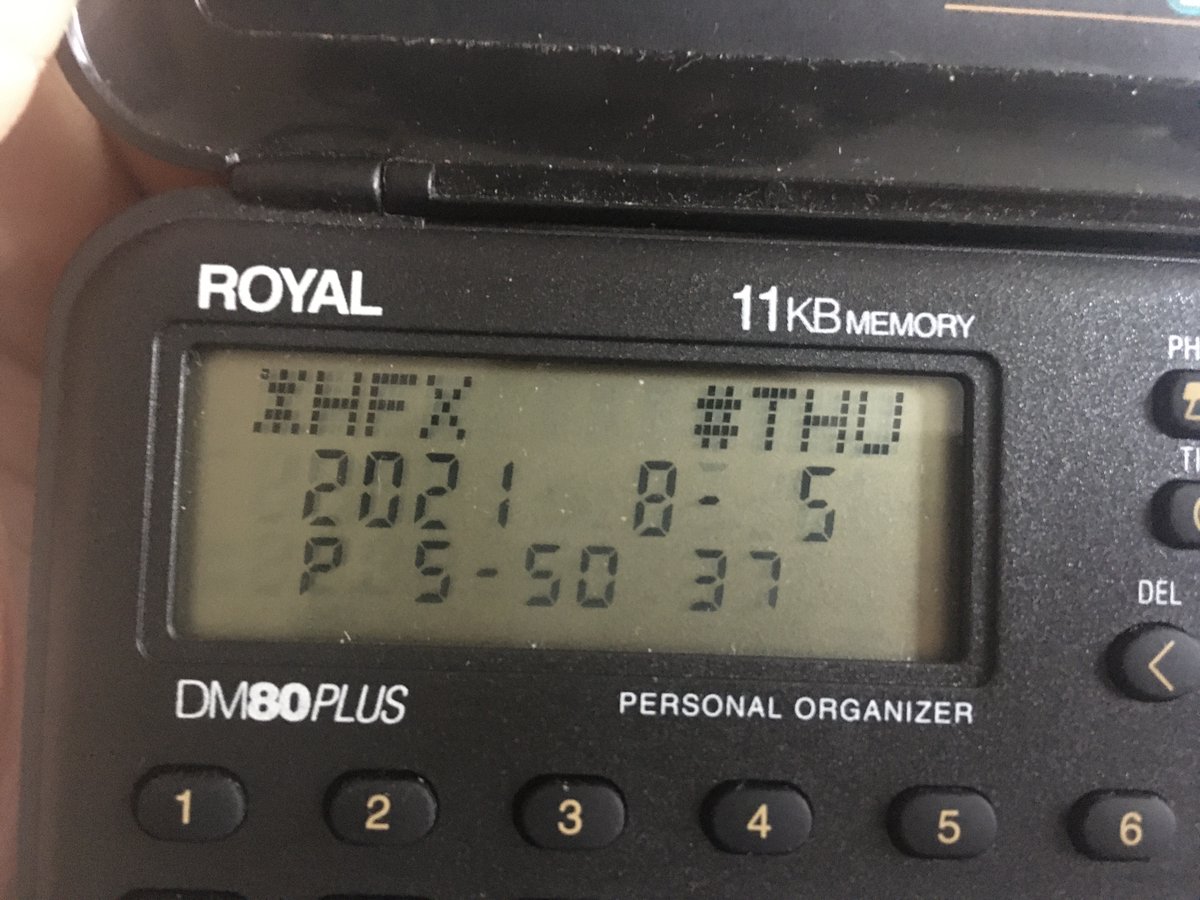 ROYAL
11KB MEMORY
HFX #THU
2021 8- 5
P 5-50 37
DM80PLUS
PERSONAL ORGANIZER
DEL
<
1 2 3 4 5 6